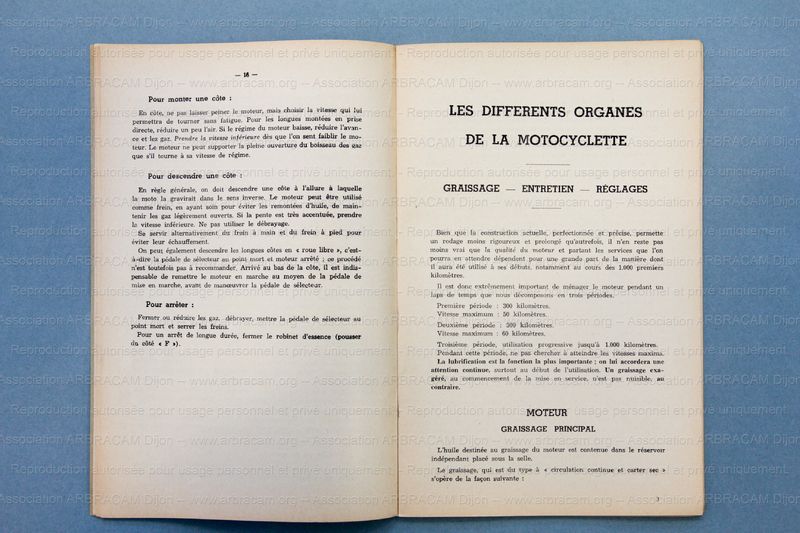 — 16 —
Pour monter une côte :
En côte, ne pas laisser peiner le moteur, mais choisir la vitesse qui lui
permettra de tourner sans fatigue. Pour les longues montées en prise
directe, réduire un peu l'air. Si le régime du moteur baisse, réduire l'avan-
ce et les gaz. Prendre la vitesse inférieure dès que l'on sent faiblir le mo-
teur. Le moteur ne peut supporter la pleine ouverture du boisseau des gaz
que s'il tourne à sa vitesse de régime.
Pour descendre une côte :
En règle générale, on doit descendre une côte à l'allure à laquelle
la moto la gravirait dans le sens inverse. Le moteur peut être utilisé
comme frein, en ayant soin pour éviter les remontées d'huile, de main-
tenir les gaz légèrement ouverts. Si la pente est très accentuée, prendre
la vitesse inférieure. Ne pas utiliser le débrayage.
Se servir alternativement du frein à main et du frein à pied pour
éviter leur échauffement.
On peut également descendre les longues côtes en « roue libre », c'est-
à-dire la pédale de sélecteur au point mort et moteur arrêté ; ce procédé
n'est toutefois pas à recommander. Arrivé au bas de la côte, il est indis-
pensable de remettre le moteur en marche au moyen de la pédale de
mise en marche, avant de manœuvrer la pédale de sélecteur.
Pour arrêter :
Fermer ou réduire les gaz, débrayer, mettre la pédale de sélecteur au
point mort et serrer les freins.
Pour un arrêt de longue durée, fermer le robinet d'essence (pousser
du côté « F »).
LES DIFFERENTS ORGANES
DE LA MOTOCYCLETTE
GRAISSAGE — ENTRETIEN — RÉGLAGES
Bien que la construction actuelle, perfectionnée et précise, permette
un rodage moins rigoureux et prolongé qu'autrefois, il n'en reste pas
moins vrai que la qualité du moteur et partant les services que l'on
pourra en attendre dépendent pour une grande part de la manière dont
il aura été utilisé à ses débuts, notamment au cours des 1.000 premiers
kilomètres.
Il est donc extrêmement important de ménager le moteur pendant un
laps de temps que nous décomposons en trois périodes.
Première période : 300 kilomètres.
Vitesse maximum : 50 kilomètres.
Deuxième période : 500 kilomètres.
Vitesse maximum : 60 kilomètres.
Troisième période, utilisation progressive jusqu'à 1.000 kilomètres.
Pendant cette période, ne pas chercher à atteindre les vitesses maxima.
La lubrification est la fonction la plus importante ; on lui accordera une
attention continue, surtout au début de l'utilisation. Un graissage exa-
géré, au commencement de la mise en service, n'est pas nuisible, au
contraire.
MOTEUR
GRAISSAGE PRINCIPAL
L'huile destinée au graissage du moteur est contenue dans le réservoir
indépendant placé sous la selle.
Le graissage, qui est du type à « circulation continue et carter sec »
s'opère de la façon suivante :